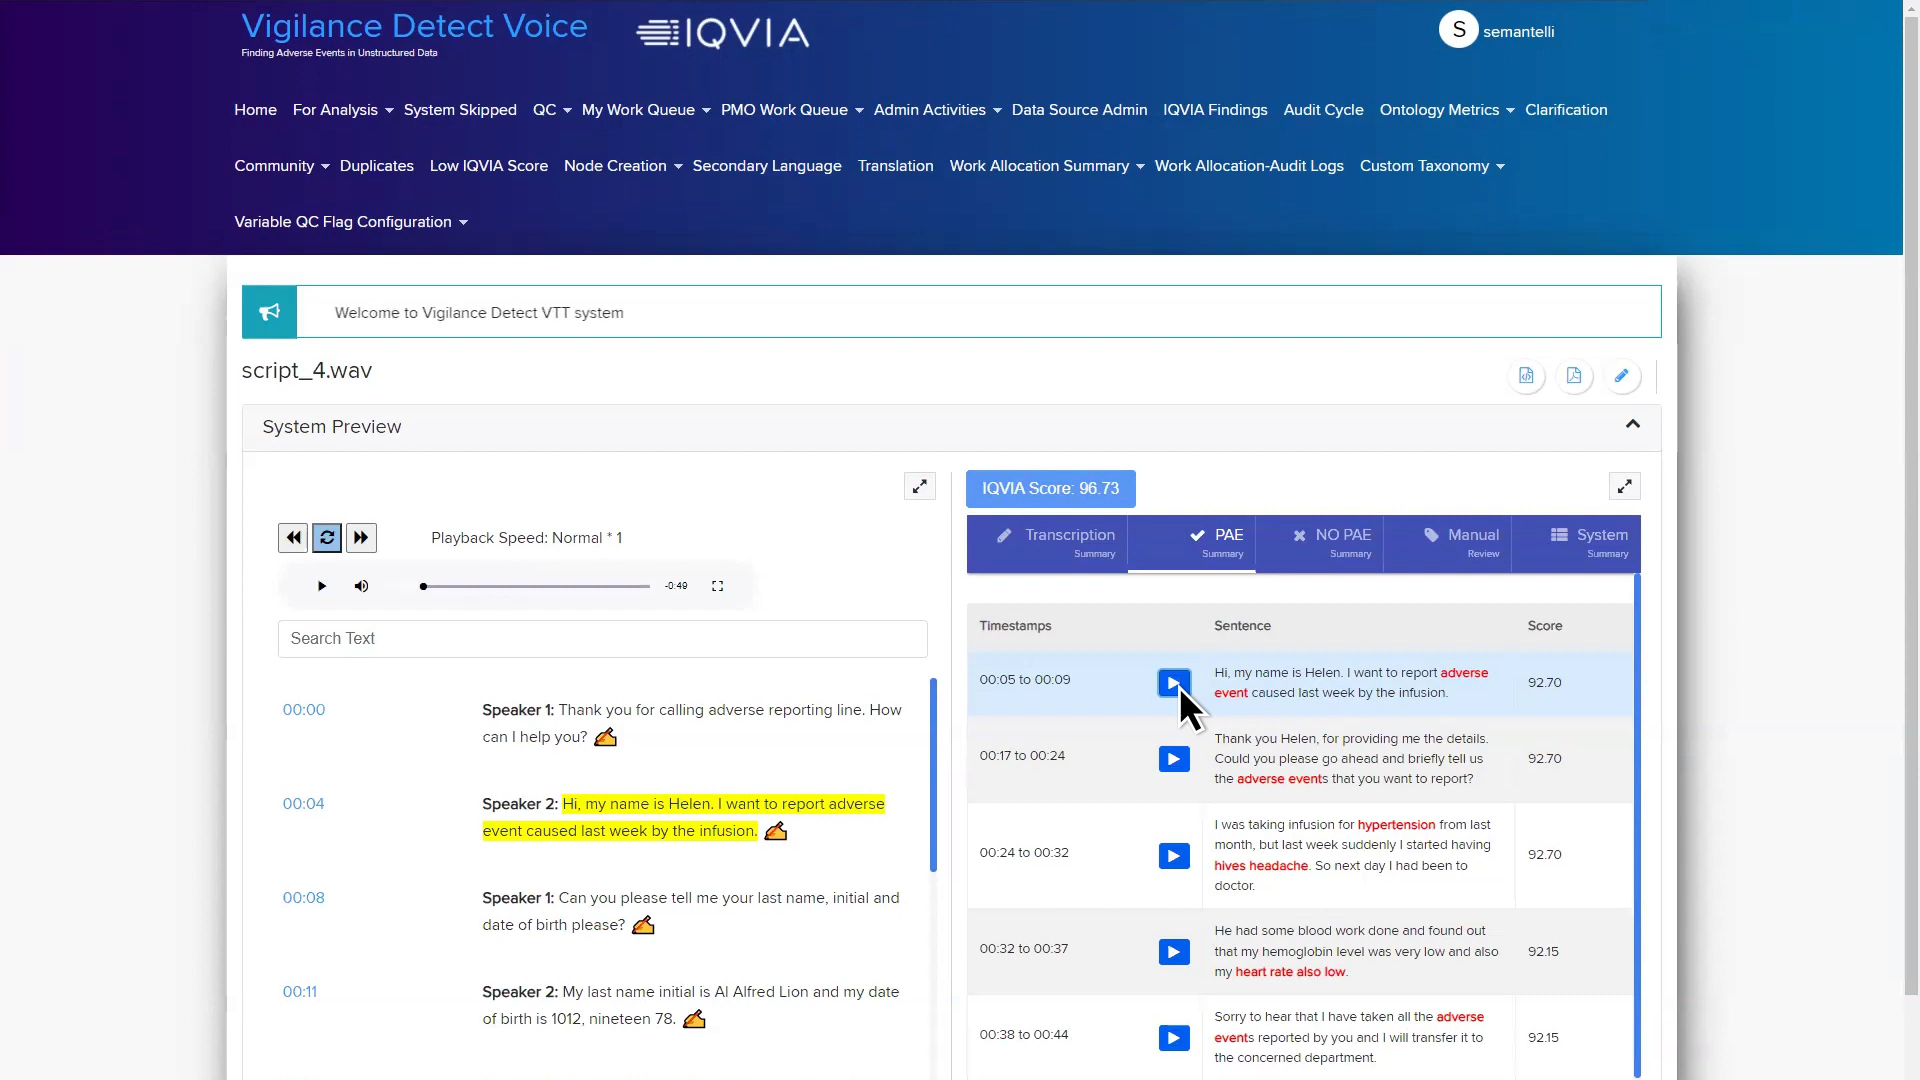 Vigilance Detect Voice
Finding Adverse Events in Unstructured Data
IQVIA
S semantelli
Home For Analysis System Skipped QC My Work Queue PMO Work Queue Admin Activities Data Source Admin IQVIA Findings Audit Cycle Ontology Metrics Clarification
Community Duplicates Low IQVIA Score Node Creation Secondary Language Translation Work Allocation Summary Work Allocation-Audit Logs Custom Taxonomy
Variable QC Flag Configuration
Welcome to Vigilance Detect VTT system
script_4.wav
System Preview
Playback Speed: Normal * 1
-0:49
Search Text
00:00
Speaker 1: Thank you for calling adverse reporting line. How
can I help you?
00:04
Speaker 2: Hi, my name is Helen. I want to report adverse
event caused last week by the infusion.
00:08
Speaker 1: Can you please tell me your last name, initial and
date of birth please?
00:11
Speaker 2: My last name initial is Al Alfred Lion and my date
of birth is 1012, nineteen 78.
IQVIA Score: 96.73
Transcription
Summary
PAE
Summary
NO PAE
Summary
Manual
Review
System
Summary
Timestamps Sentence Score
00:05 to 00:09
Hi, my name is Helen. I want to report adverse
event caused last week by the infusion.
92.70
00:17 to 00:24
Thank you Helen, for providing me the details.
Could you please go ahead and briefly tell us
the adverse events that you want to report?
92.70
00:24 to 00:32
I was taking infusion for hypertension from last
month, but last week suddenly I started having
hives headache. So next day I had been to
doctor.
92.70
00:32 to 00:37
He had some blood work done and found out
that my hemoglobin level was very low and also
my heart rate also low.
92.15
00:38 to 00:44
Sorry to hear that I have taken all the adverse
events reported by you and I will transfer it to
the concerned department.
92.15